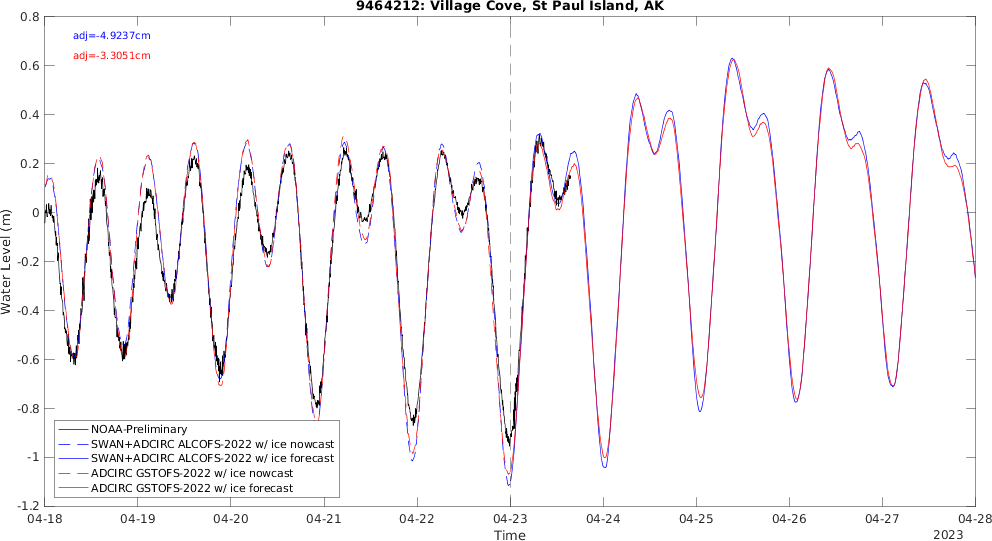 9464212: Village Cove, St Paul Island, AK
adj=-4.9237cm
adj=-3.3051cm
0.8
0.6
0.4
0.2
0
-0.2
-0.4
-0.6
-0.8
-1
-1.2
Water Level (m)
NOAA-Preliminary
SWAN+ADCIRC ALCOFS-2022 w/ ice nowcast
SWAN+ADCIRC ALCOFS-2022 w/ ice forecast
ADCIRC GSTOFS-2022 w/ ice nowcast
ADCIRC GSTOFS-2022 w/ ice forecast
04-18 04-19 04-20 04-21 04-22 04-23 04-24 04-25 04-26 04-27 04-28
Time
2023